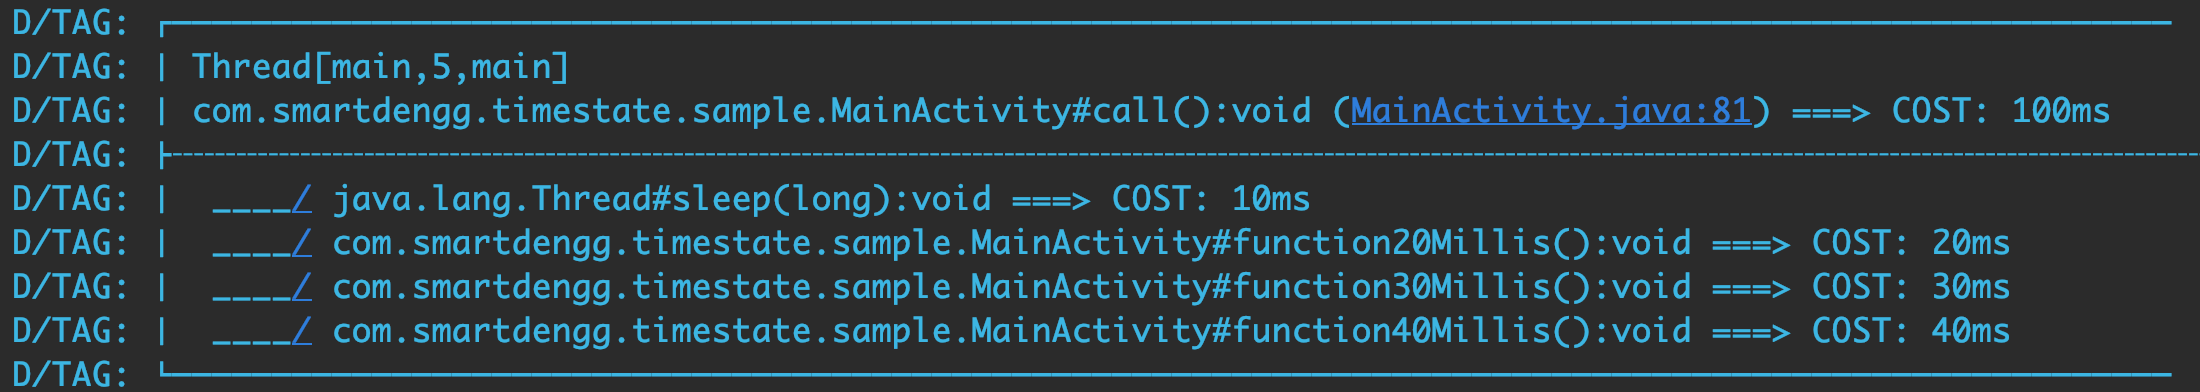 D/TAG: ┌────────────────────────────────────────────────────────────────────────────────────────────────────
D/TAG: | Thread[main,5,main]
D/TAG: | com.smartdengg.timestate.sample.MainActivity#call():void (MainActivity.java:81) ===> COST: 100ms
D/TAG: ├┄┄┄┄┄┄┄┄┄┄┄┄┄┄┄┄┄┄┄┄┄┄┄┄┄┄┄┄┄┄┄┄┄┄┄┄┄┄┄┄┄┄┄┄┄┄┄┄┄┄┄┄┄┄┄┄┄┄┄┄┄┄┄┄┄┄┄┄┄┄┄┄┄┄┄┄┄┄┄┄┄┄┄┄┄┄┄┄┄┄┄┄┄┄┄┄┄┄┄┄
D/TAG: |  ____/ java.lang.Thread#sleep(long):void ===> COST: 10ms
D/TAG: |  ____/ com.smartdengg.timestate.sample.MainActivity#function20Millis():void ===> COST: 20ms
D/TAG: |  ____/ com.smartdengg.timestate.sample.MainActivity#function30Millis():void ===> COST: 30ms
D/TAG: |  ____/ com.smartdengg.timestate.sample.MainActivity#function40Millis():void ===> COST: 40ms
D/TAG: └────────────────────────────────────────────────────────────────────────────────────────────────────